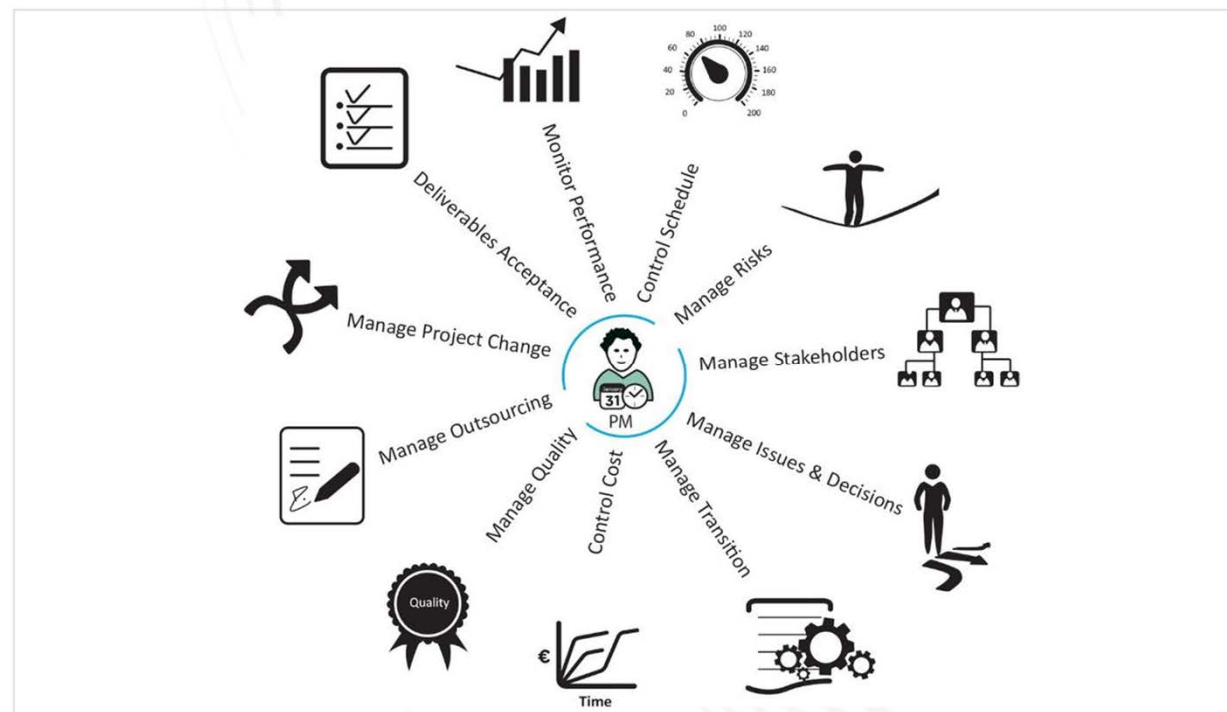 80
100
120
60
140
40
160
20
180
0
200
Monitor Performance
Control Schedule
Deliverables Acceptance
Manage Risks
Manage Project Change
Manage Stakeholders
January
31
PM
Manage Outsourcing
Manage Issues & Decisions
Manage Quality
Control Cost
Manage Transition
Quality
€
Time